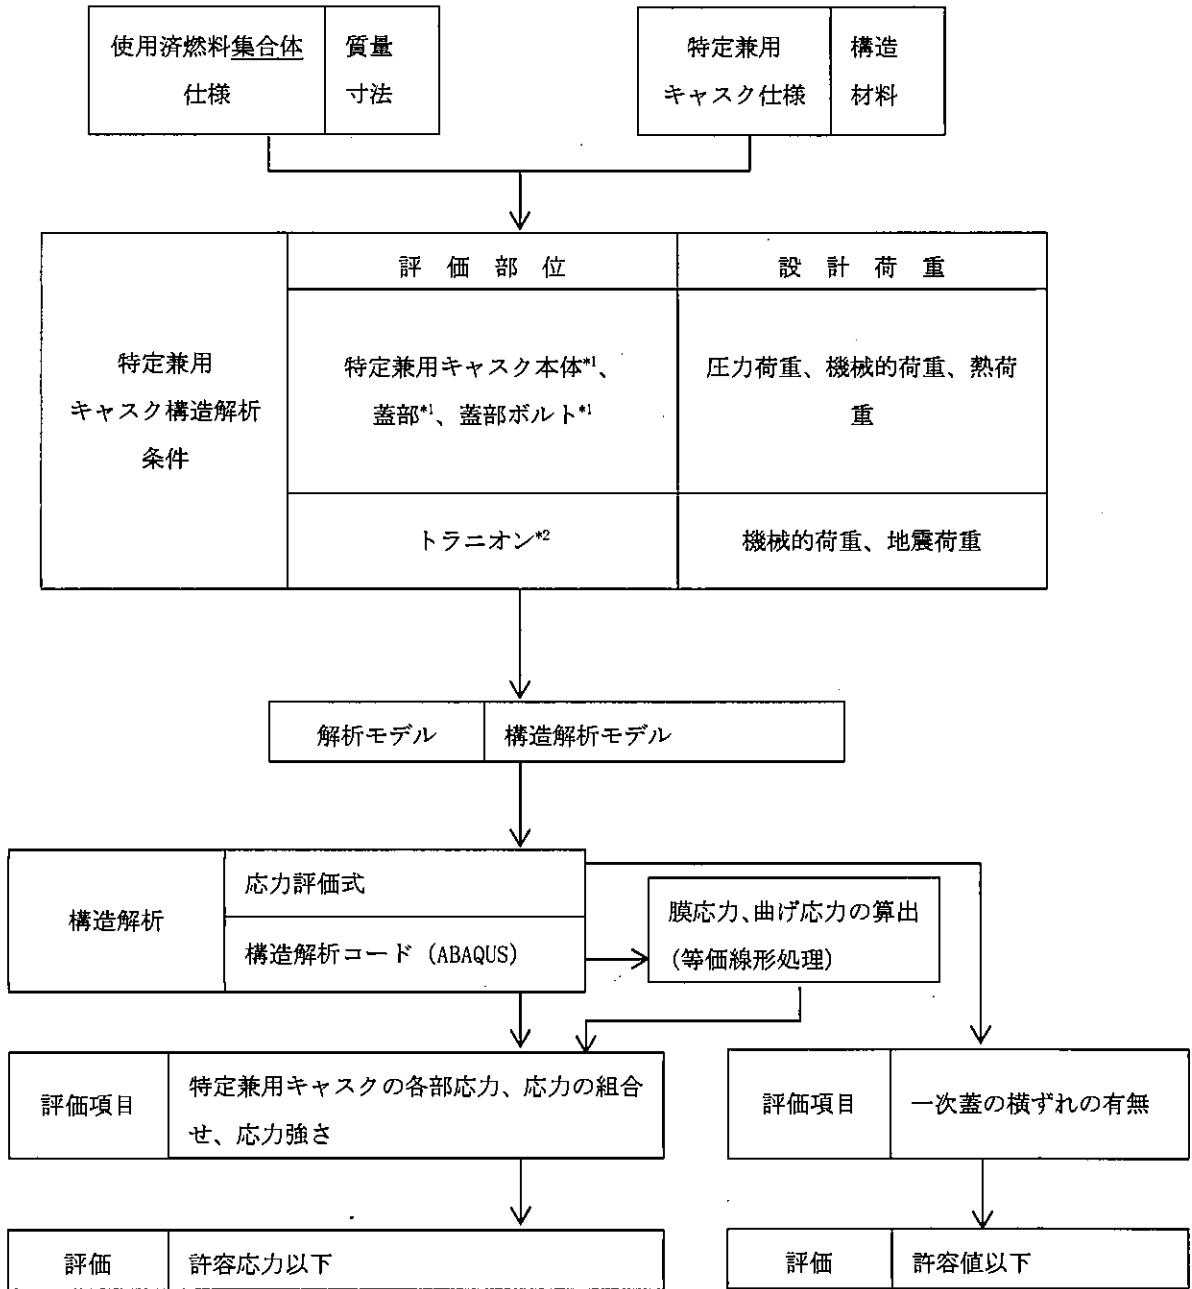 使用済燃料集合体
仕様
質量
寸法
特定兼用
キャスク仕様
構造
材料
評価部位
設計荷重
特定兼用
キャスク構造解析
条件
特定兼用キャスク本体*1、
蓋部*1、蓋部ボルト*1
圧力荷重、機械的荷重、熱荷
重
トラニオン*2
機械的荷重、地震荷重
解析モデル
構造解析モデル
構造解析
応力評価式
構造解析コード (ABAQUS)
膜応力、曲げ応力の算出
(等価線形処理)
評価項目
特定兼用キャスクの各部応力、応力の組合
せ、応力強さ
評価項目
一次蓋の横ずれの有無
評価
許容応力以下
評価
許容値以下